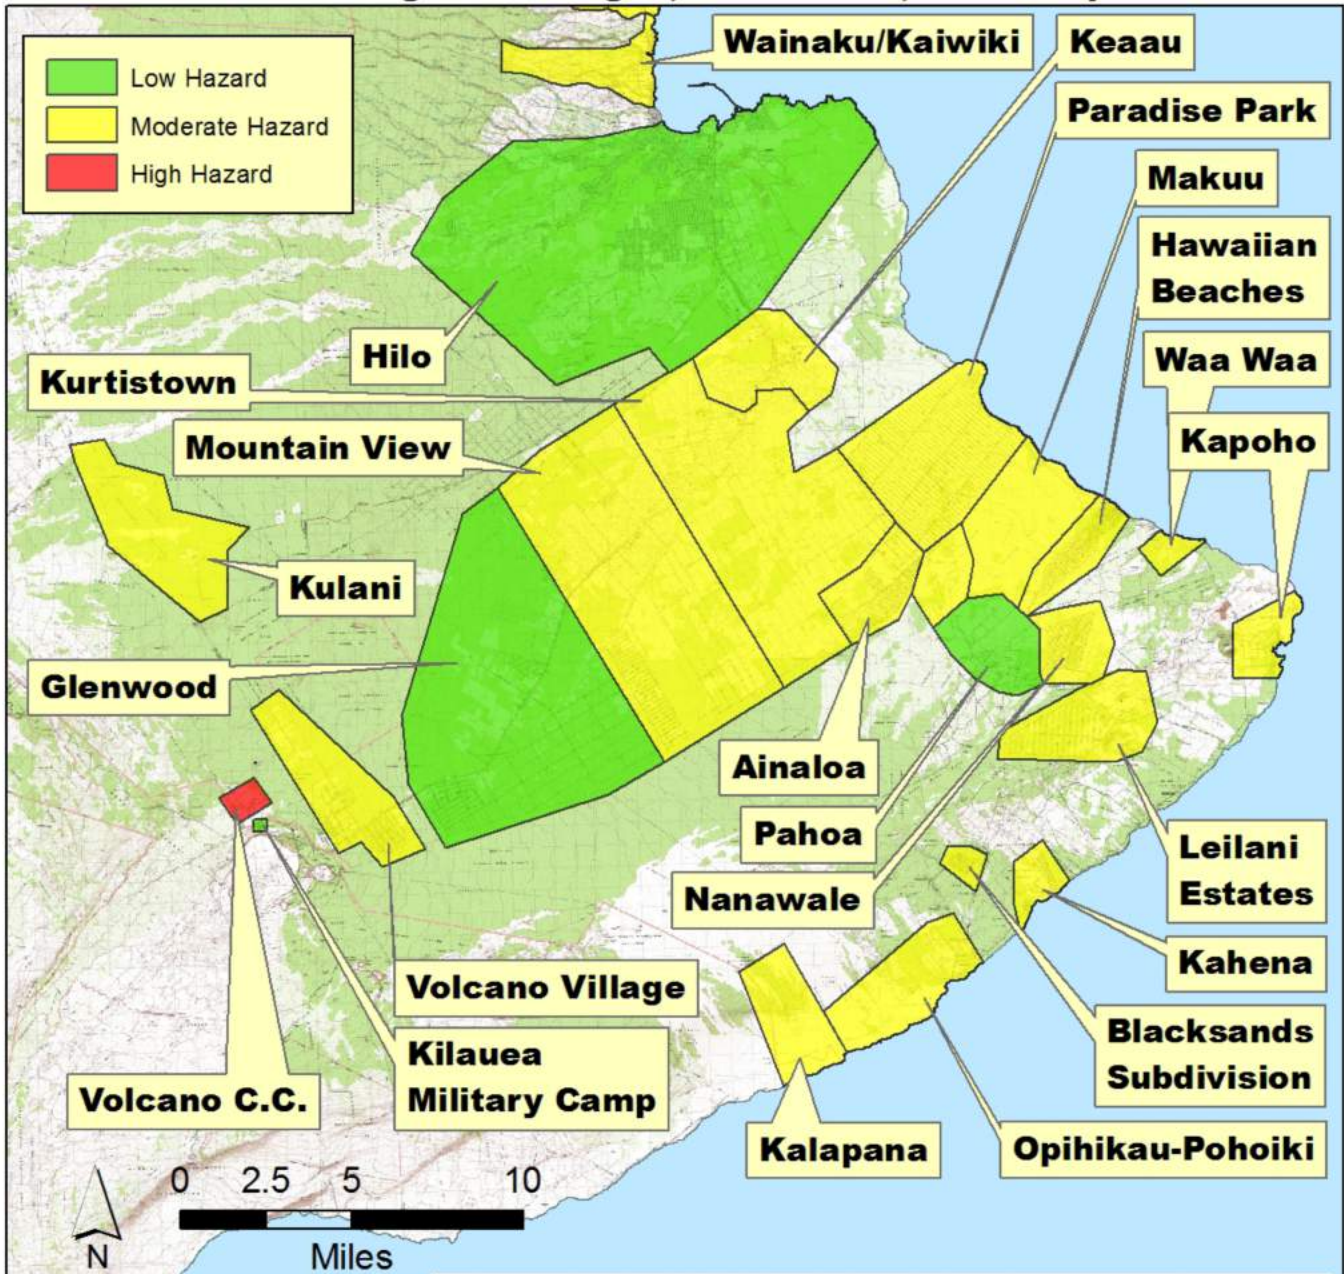 Low Hazard
Moderate Hazard
High Hazard
Wainaku/Kaiwiki
Keaau
Paradise Park
Makuu
Hawaiian
Beaches
Waa Waa
Kapoho
Hilo
Kurtistown
Mountain View
Kulani
Glenwood
Ainaloa
Pahoa
Nanawale
Leilani
Estates
Kahena
Blacksands
Subdivision
Opihikau-Pohoiki
Kalapana
Volcano Village
Kilauea
Military Camp
Volcano C.C.
0 2.5 5 10
Miles
N